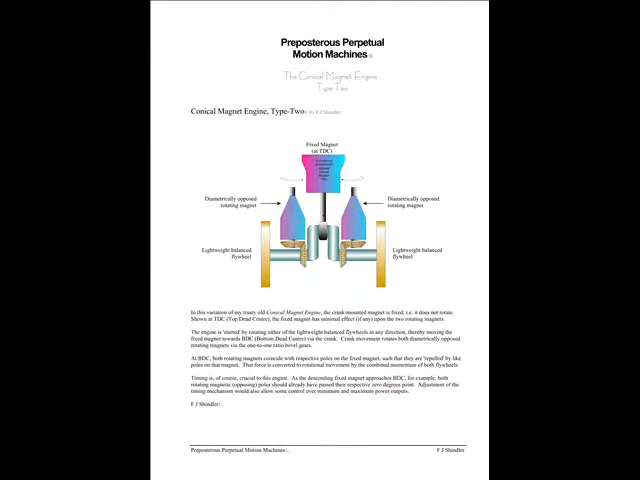 Preposterous Perpetual
Motion Machines©
The Conical Magnet Engine
Type-Two
Conical Magnet Engine, Type-Two© by F J Shindler
Fixed Magnet
(at TDC)
Diametrically opposed
rotating magnet
Diametrically opposed
rotating magnet
Lightweight balanced
flywheel
Lightweight balanced
flywheel
In this variation of my trusty old Conical Magnet Engine, the crank-mounted magnet is fixed; i.e. it does not rotate.
Shown at TDC (Top Dead Centre), the fixed magnet has minimal effect (if any) upon the two rotating magnets.
The engine is 'started' by rotating either of the lightweight balanced flywheels in any direction, thereby moving the
fixed magnet towards BDC (Bottom Dead Centre) via the crank. Crank movement rotates both diametrically opposed
rotating magnets via the one-to-one ratio bevel gears.
At BDC, both rotating magnets coincide with respective poles on the fixed magnet, such that they are 'repelled' by like
poles on that magnet. That force is converted to rotational movement by the combined momentum of both flywheels.
Timing is, of course, crucial to this engine. As the descending fixed magnet approaches BDC, for example, both
rotating magnetic (opposing) poles should already have passed their respective zero degrees point. Adjustment of the
timing mechanism would also allow some control over minimum and maximum power outputs.
F J Shindler©
Preposterous Perpetual Motion Machines© F J Shindler